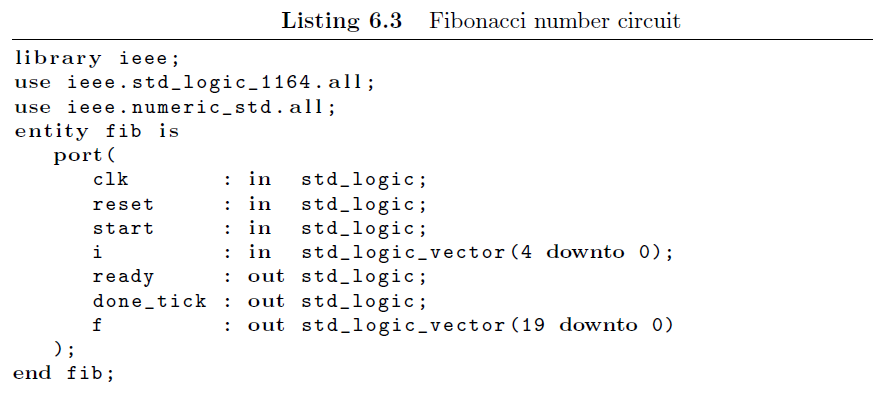 Listing 6.3 Fibonacci number circuit
library ieee;
use ieee.std_logic_1164.all;
use ieee.numeric_std.all;
entity fib is
   port(
      clk       : in  std_logic;
      reset     : in  std_logic;
      start     : in  std_logic;
      i         : in  std_logic_vector(4 downto 0);
      ready     : out std_logic;
      done_tick : out std_logic;
      f         : out std_logic_vector(19 downto 0)
   );
end fib;